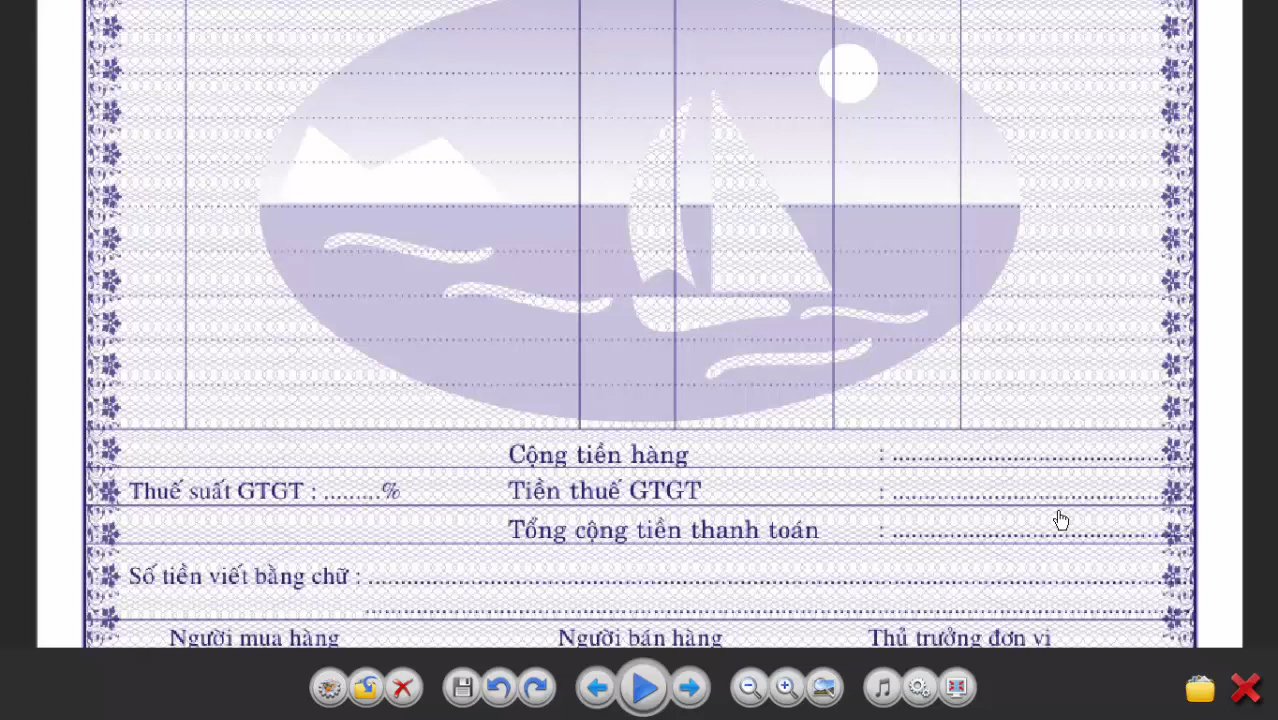 Cộng tiền hàng : ........................................
Thuế suất GTGT : .........% Tiền thuế GTGT : ........................................
Tổng cộng tiền thanh toán : ........................................
Số tiền viết bằng chữ : ................................................................................
................................................................................
Người mua hàng Người bán hàng Thủ trưởng đơn vị